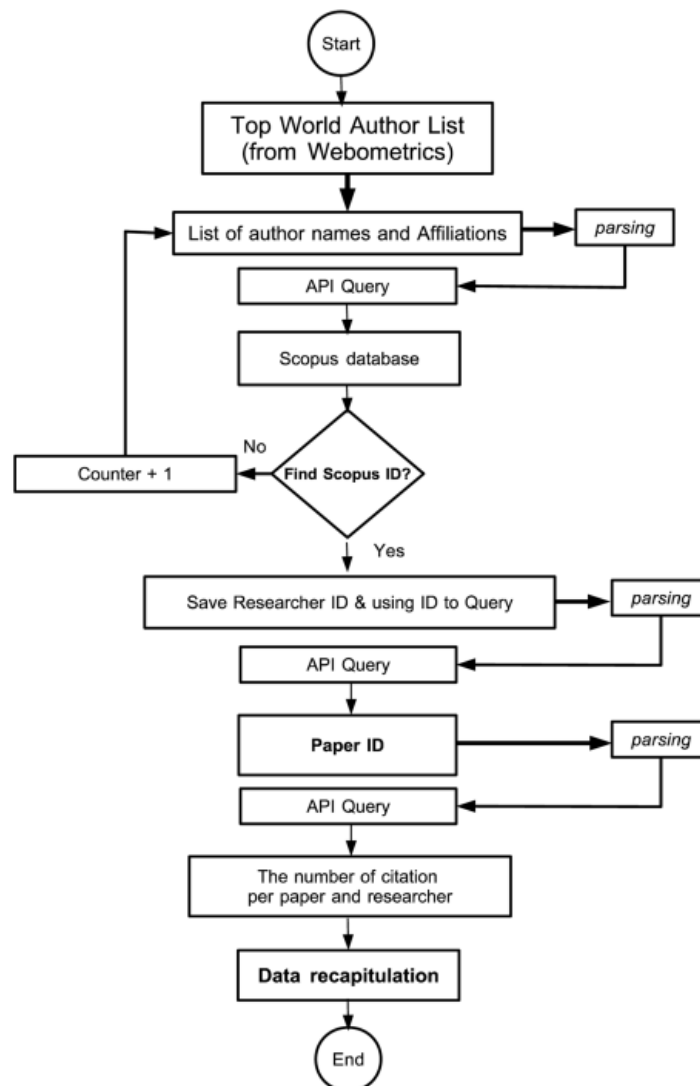 Start
Top World Author List
(from Webometrics)
List of author names and Affiliations
parsing
API Query
Scopus database
No
Find Scopus ID?
Counter + 1
Yes
Save Researcher ID & using ID to Query
parsing
API Query
Paper ID
parsing
API Query
The number of citation
per paper and researcher
Data recapitulation
End